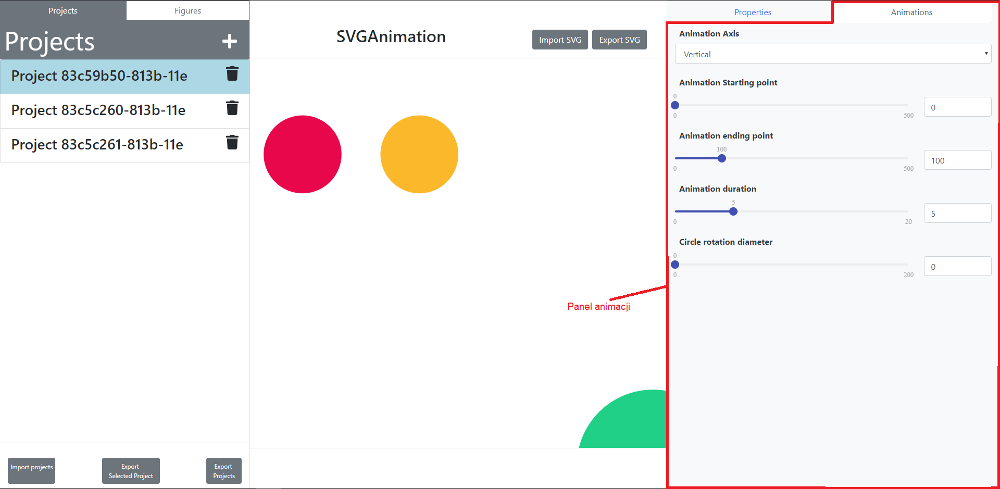 Projects
Figures
Projects
Project 83c59b50-813b-11e
Project 83c5c260-813b-11e
Project 83c5c261-813b-11e
Import projects
Export
Selected Project
Export
Projects
SVGAnimation
Import SVG
Export SVG
Panel animacji
Properties
Animations
Animation Axis
Vertical
Animation Starting point
0
0
500
0
Animation ending point
100
0
500
100
Animation duration
5
0
20
5
Circle rotation diameter
0
0
200
0